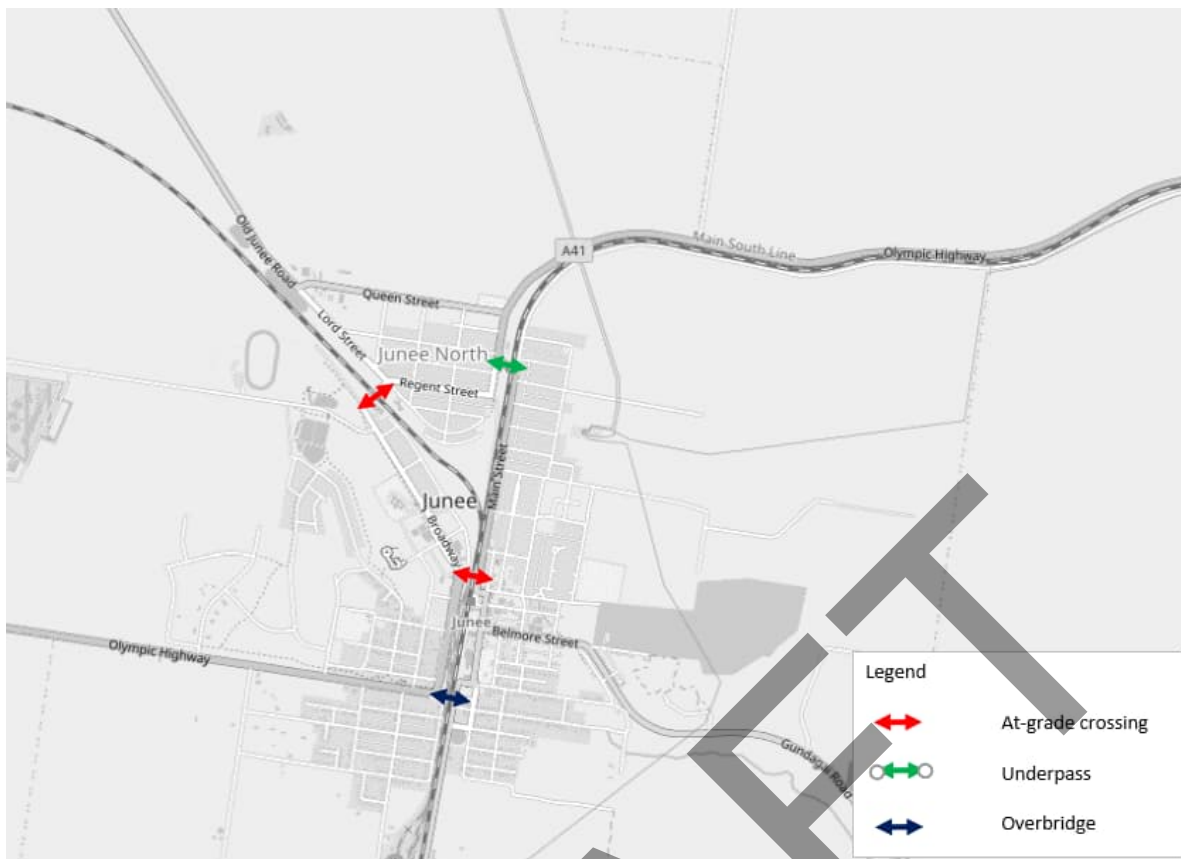 Old Junee Road
A41
Main South Line
Olympic Highway
Queen Street
Lord Street
Junee North
Regent Street
Main Street
Junee
Broadway
Junee
Belmore Street
Olympic Highway
Gundagai Road
Legend
At-grade crossing
Underpass
Overbridge